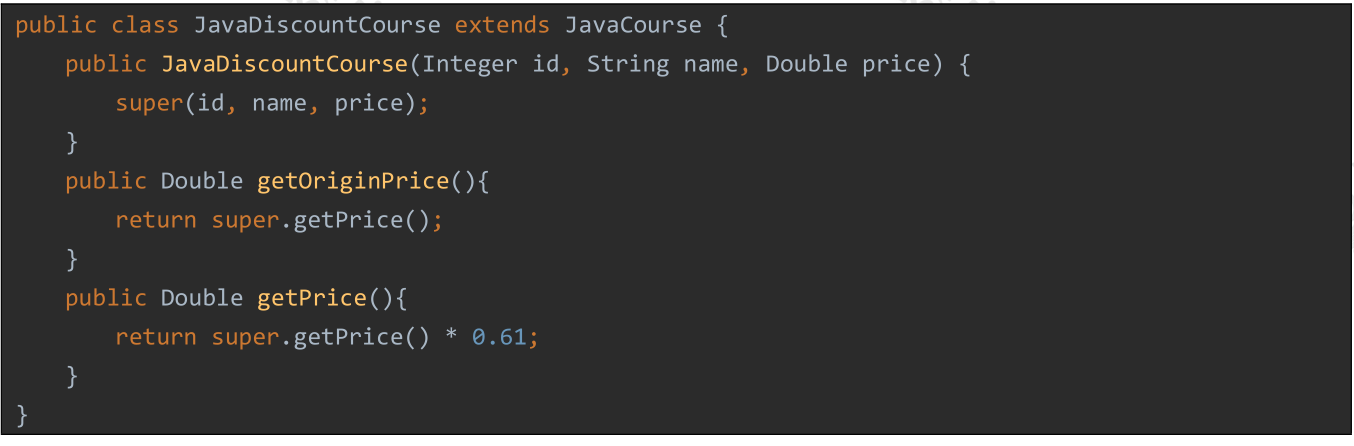 public class JavaDiscountCourse extends JavaCourse {
public JavaDiscountCourse(Integer id, String name, Double price) {
super(id, name, price);
}
public Double getOriginPrice(){
return super.getPrice();
}
public Double getPrice(){
return super.getPrice() * 0.61;
}
}